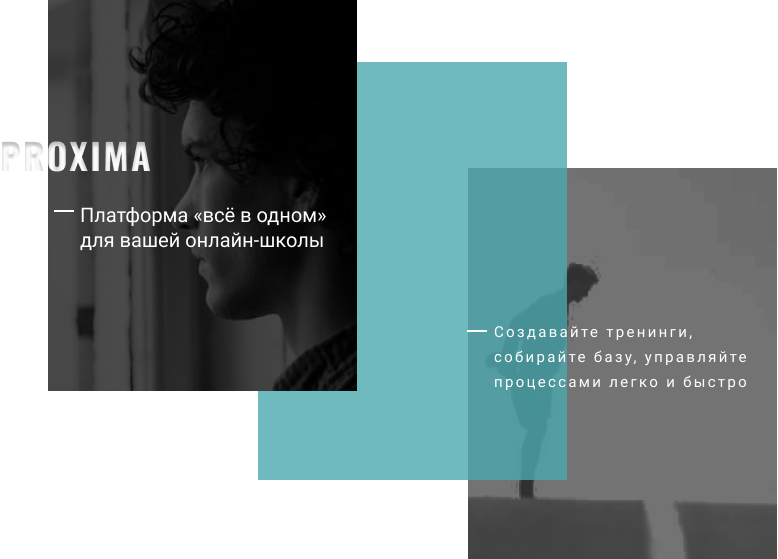 PROXIMA
Платформа «всё в одном»
для вашей онлайн-школы
Создавайте тренинги,
собирайте базу, управляйте
процессами легко и быстро